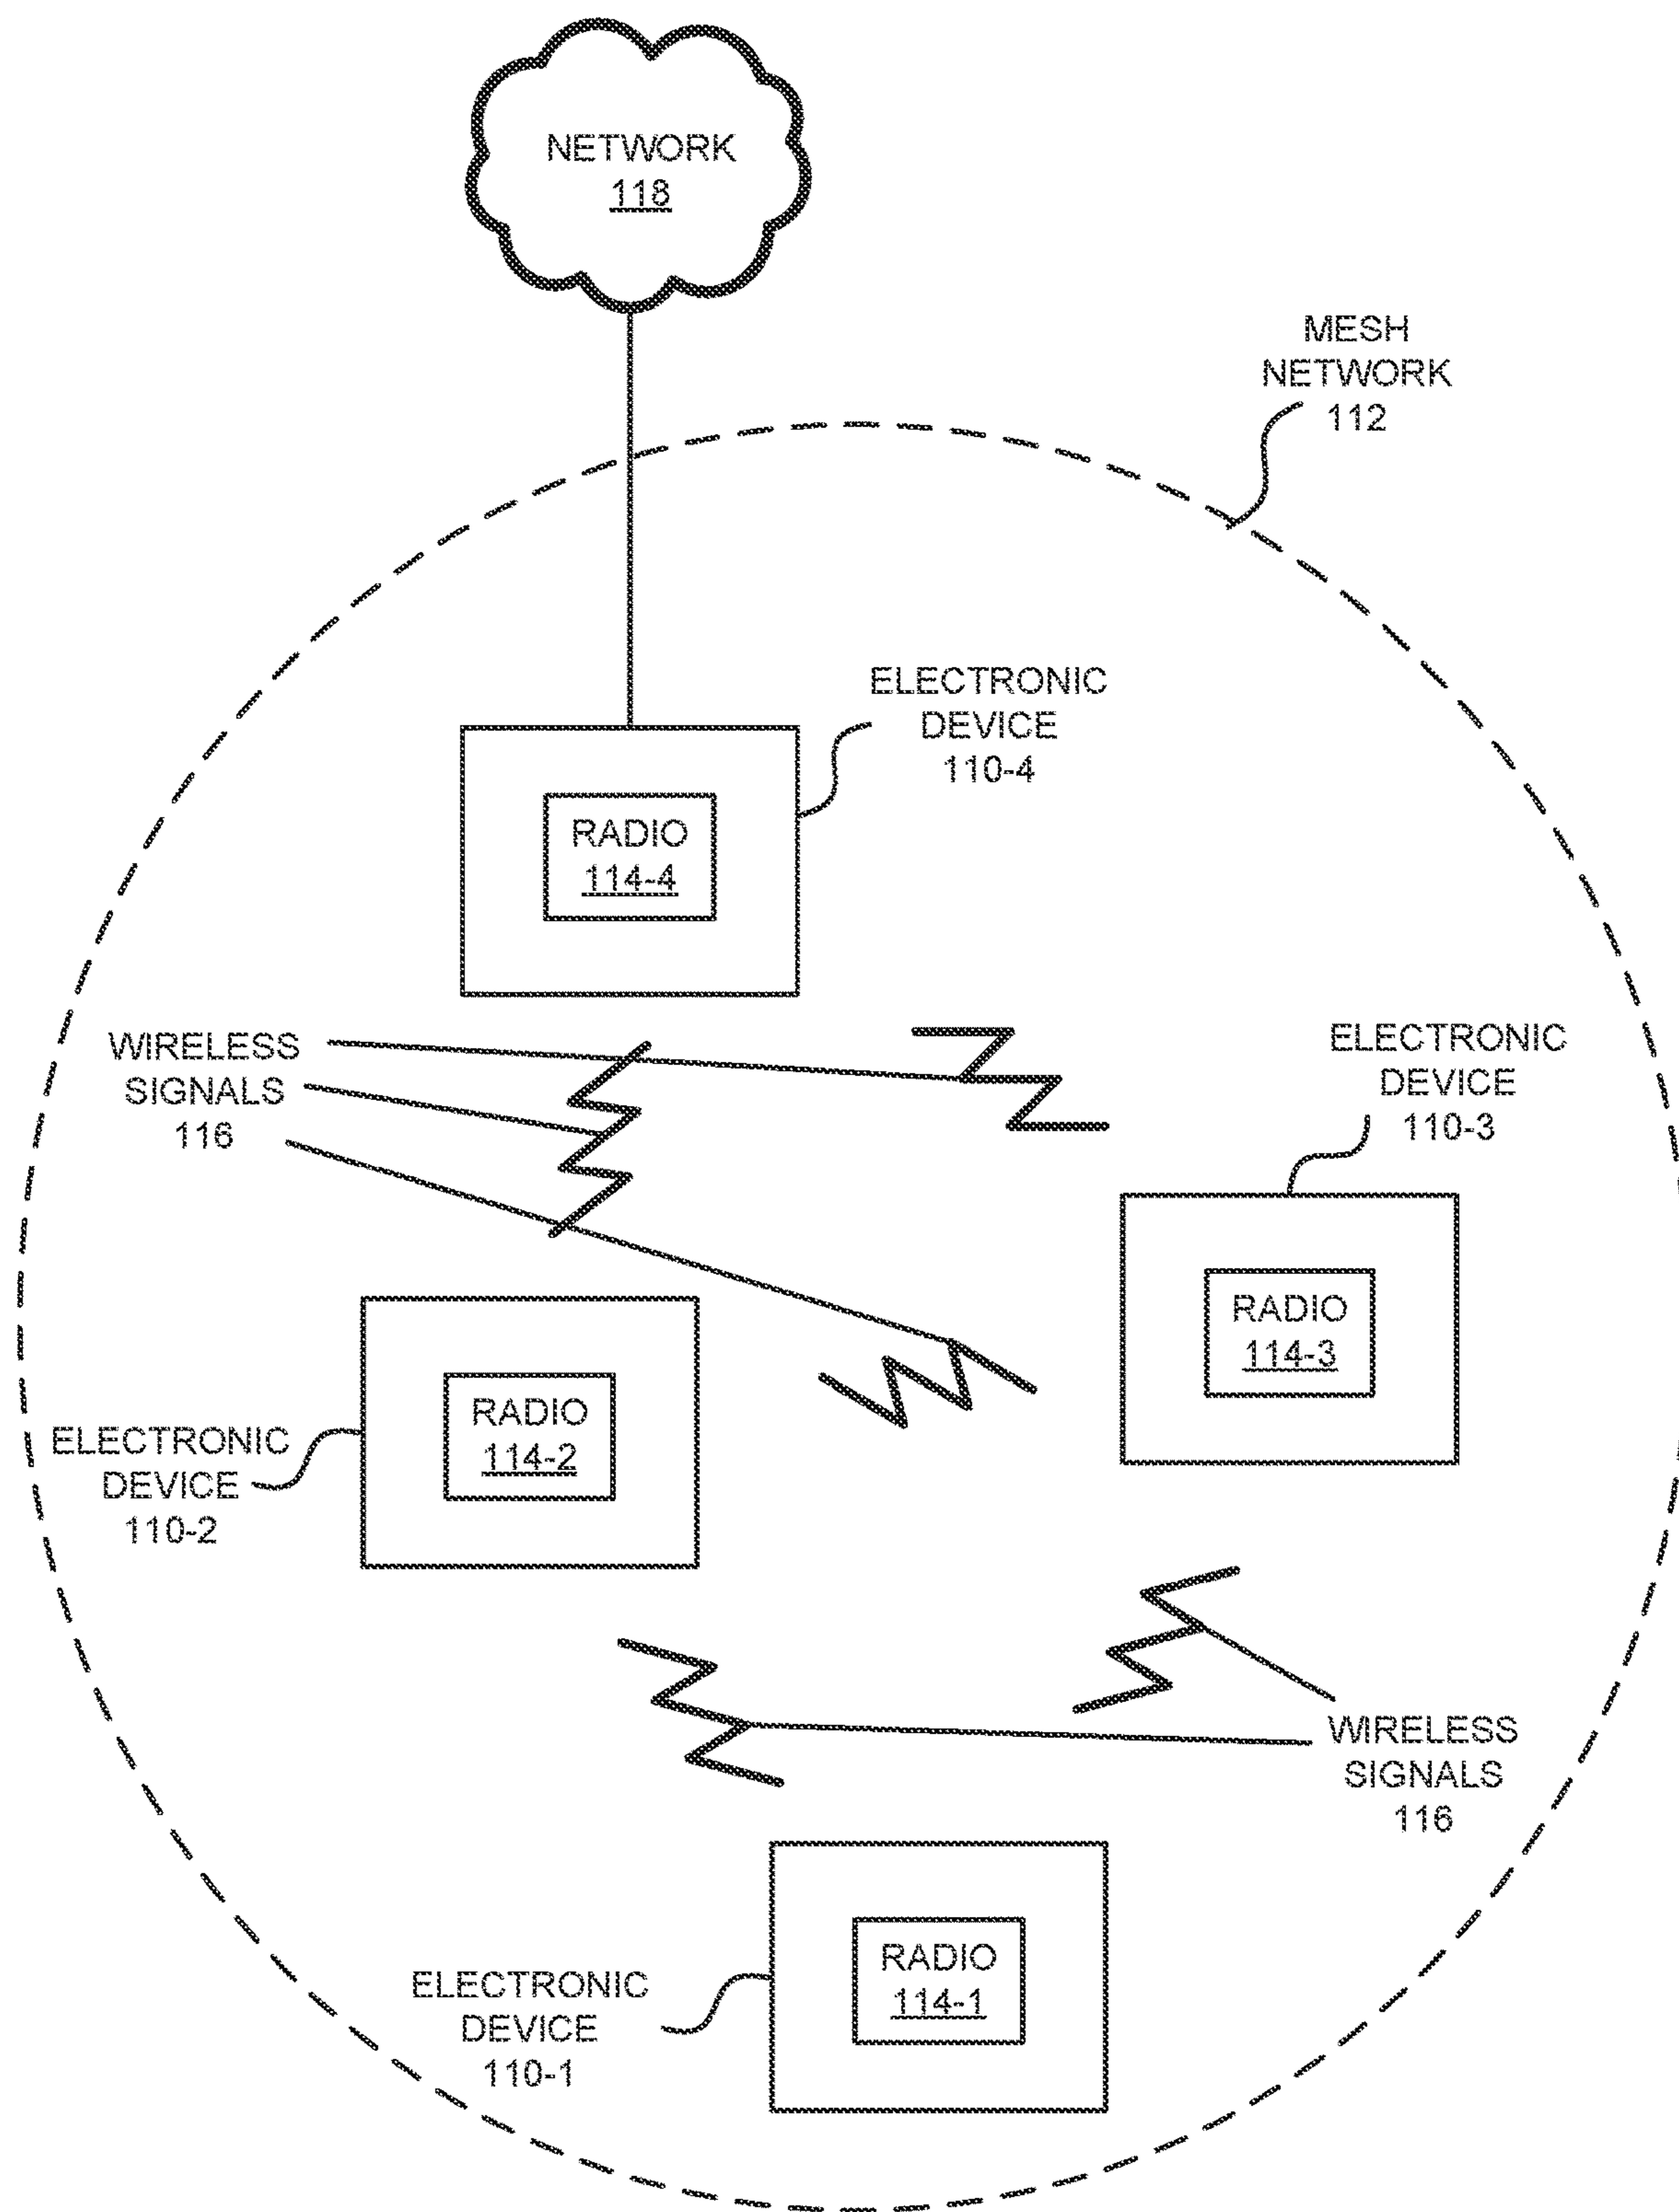 NETWORK
118
MESH
NETWORK
112
ELECTRONIC
DEVICE
110-4
RADIO
114-4
WIRELESS
SIGNALS
116
ELECTRONIC
DEVICE
110-3
RADIO
114-3
RADIO
114-2
ELECTRONIC
DEVICE
110-2
WIRELESS
SIGNALS
116
RADIO
114-1
ELECTRONIC
DEVICE
110-1